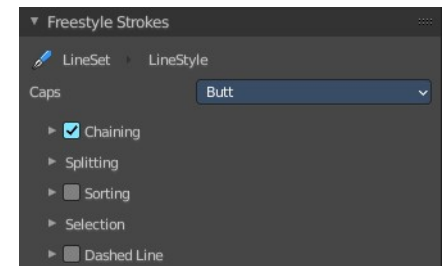 Freestyle Strokes
LineSet LineStyle
Caps Butt
Chaining
Splitting
Sorting
Selection
Dashed Line